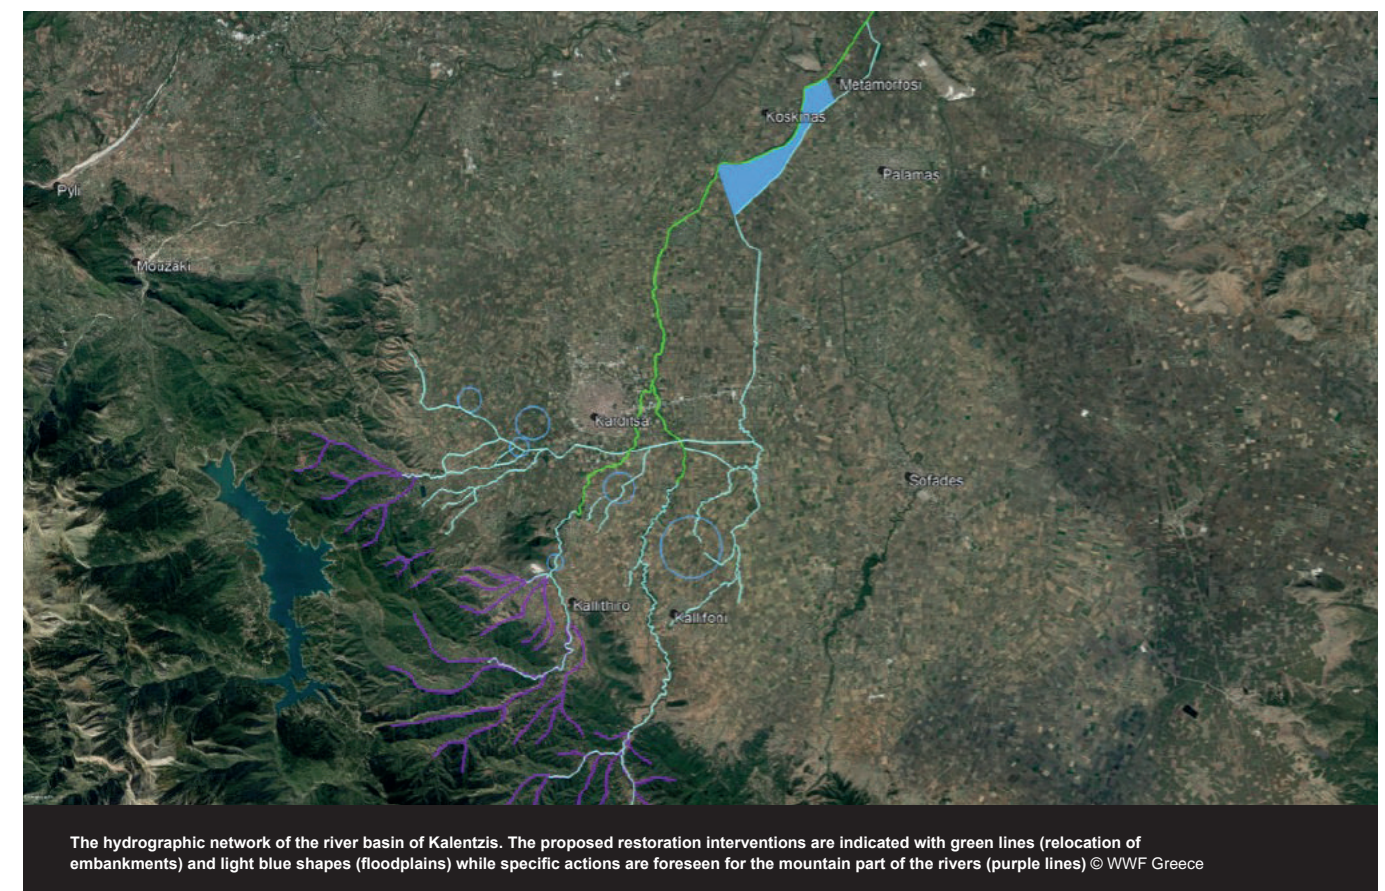 Metamorfosi
Koskinas
Palamas
Pyli
Mouzaki
Karditsa
Sofades
Kallithiro
Kallifoni
The hydrographic network of the river basin of Kalentzis. The proposed restoration interventions are indicated with green lines (relocation of
embankments) and light blue shapes (floodplains) while specific actions are foreseen for the mountain part of the rivers (purple lines) © WWF Greece